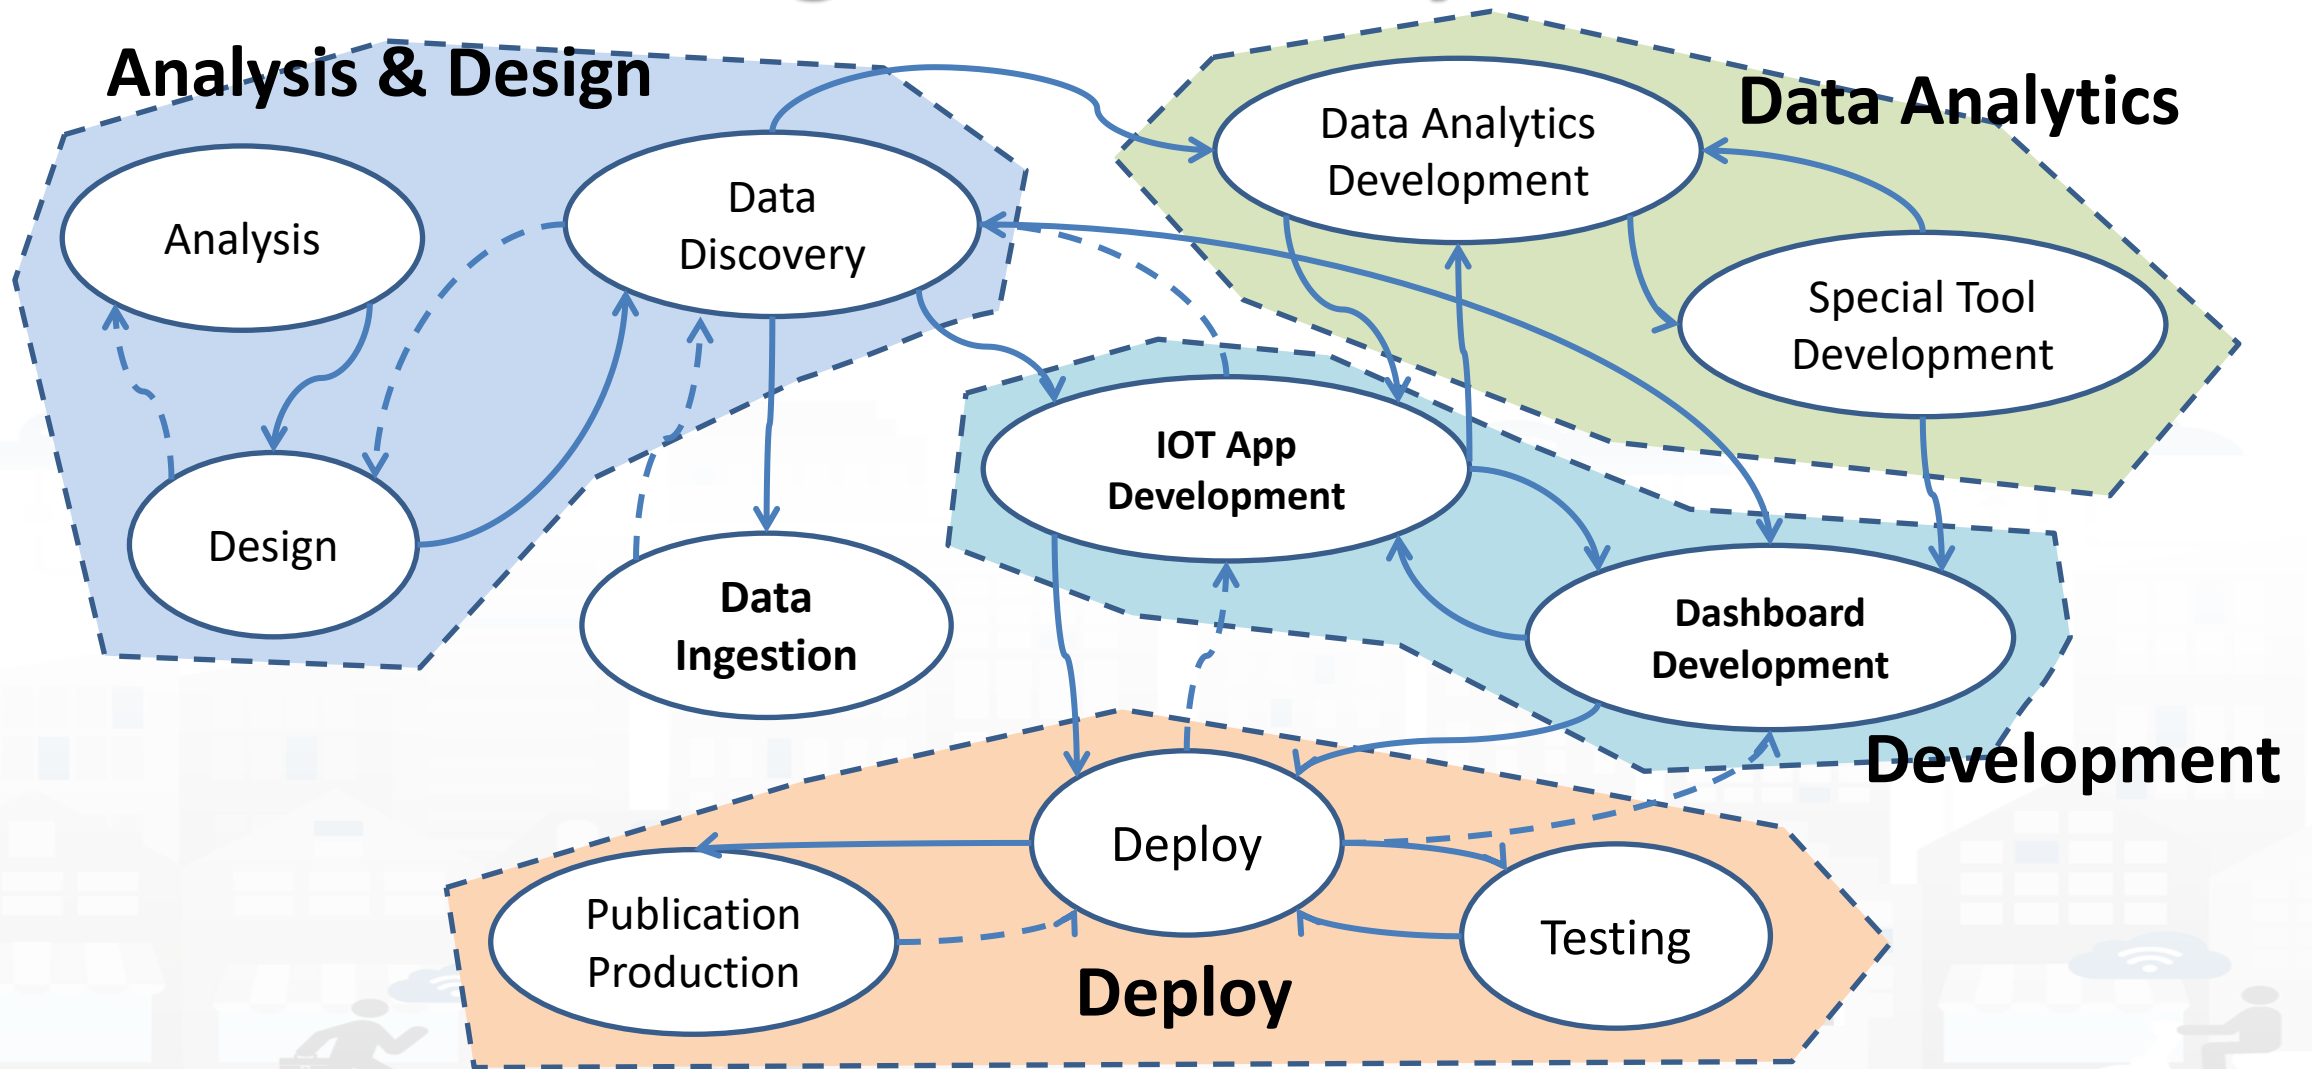 Analysis & Design
Data Analytics
Data Analytics
Development
Data
Discovery
Analysis
Special Tool
Development
IOT App
Development
Design
Data
Ingestion
Dashboard
Development
Development
Deploy
Publication
Production
Testing
Deploy